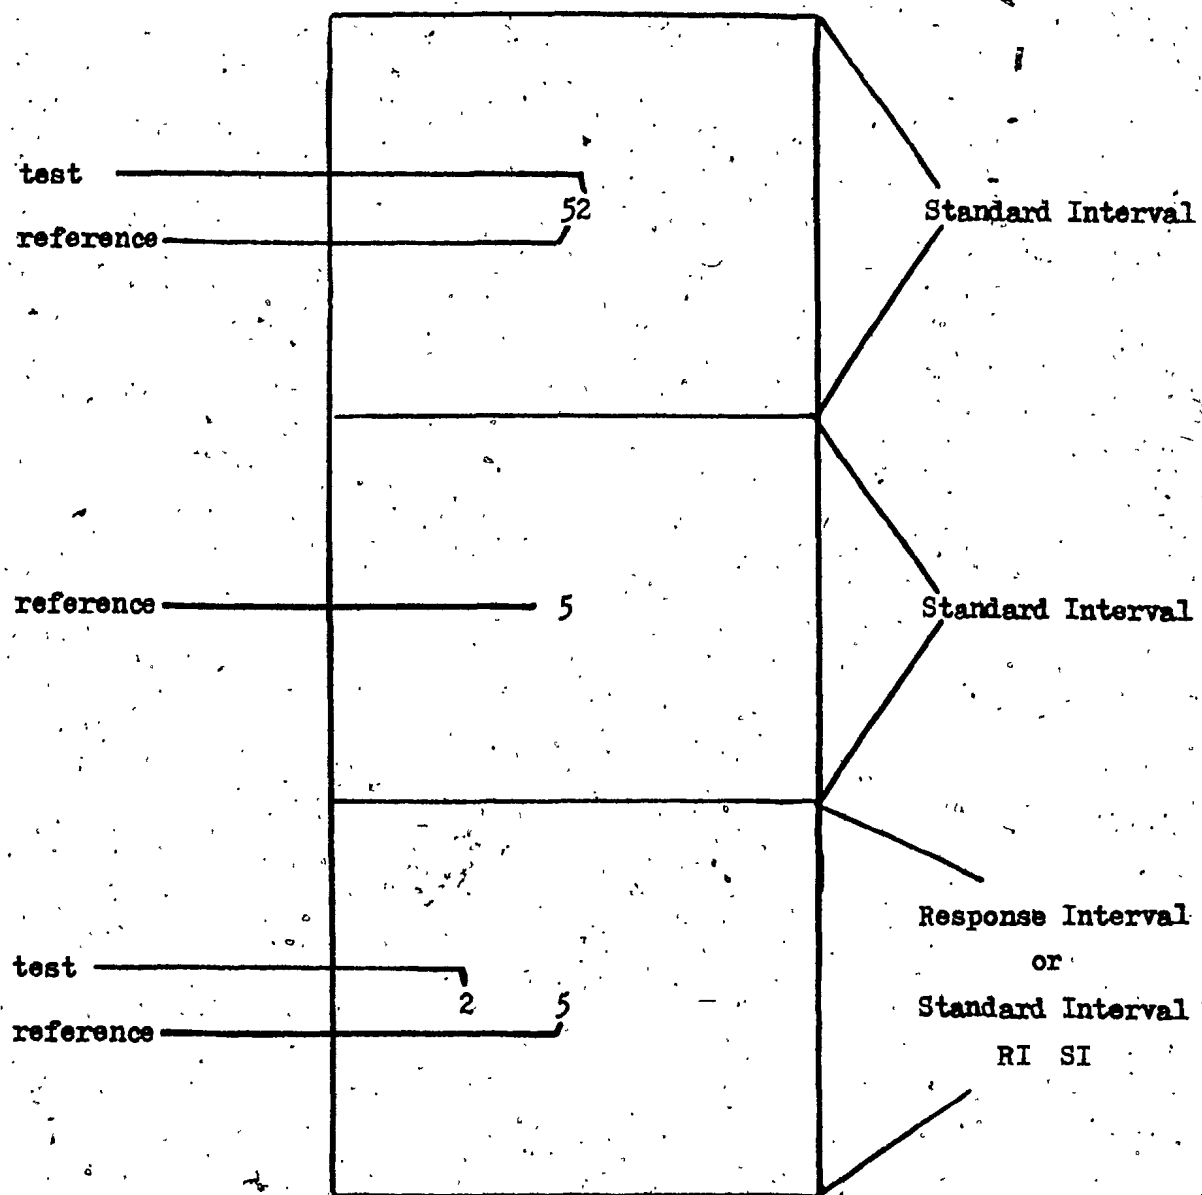 test
52
Standard Interval
reference
reference
5
Standard Interval
Response Interval
or
test
2 5
Standard Interval
reference
RI SI